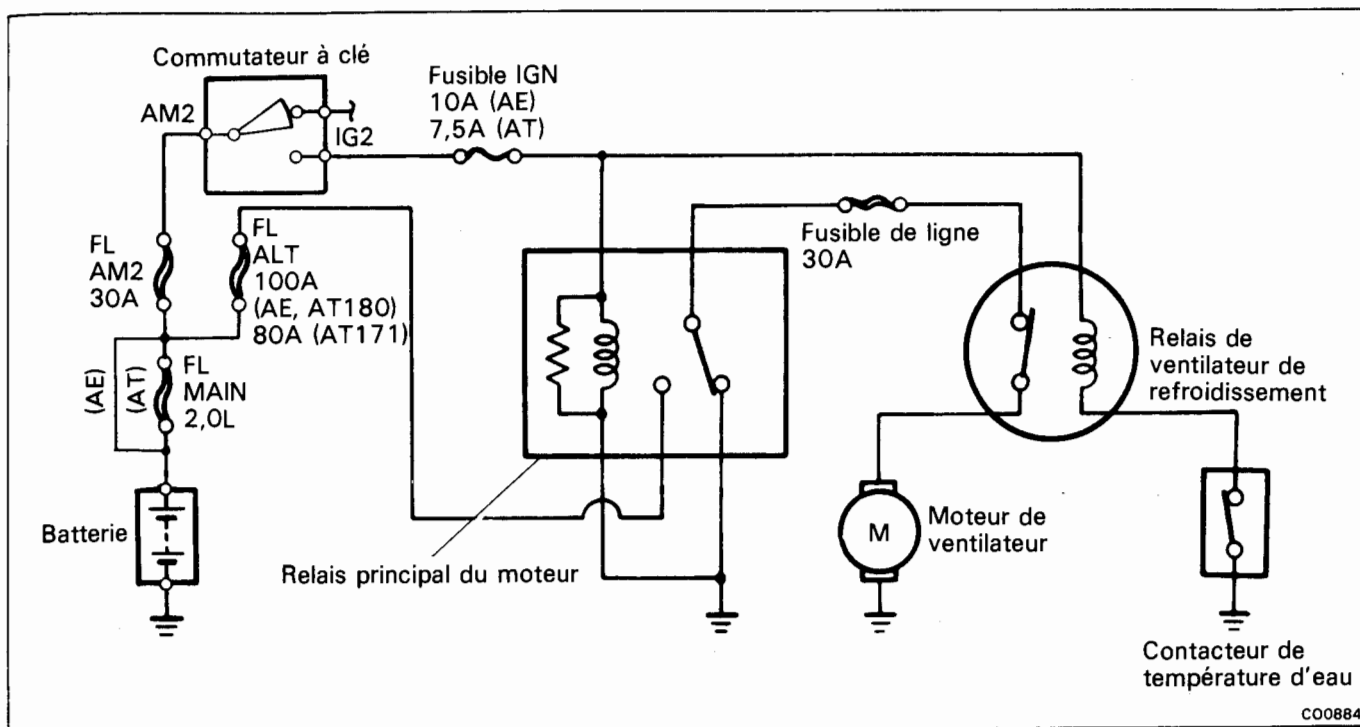 Commutateur à clé
AM2
IG2
Fusible IGN
10A (AE)
7,5A (AT)
FL
AM2
30A
FL
ALT
100A
(AE, AT180)
80A (AT171)
Fusible de ligne
30A
(AE)
(AT)
FL
MAIN
2,0L
Relais de
ventilateur de
refroidissement
Batterie
Relais principal du moteur
M
Moteur de
ventilateur
Contacteur de
température d'eau
CO0884